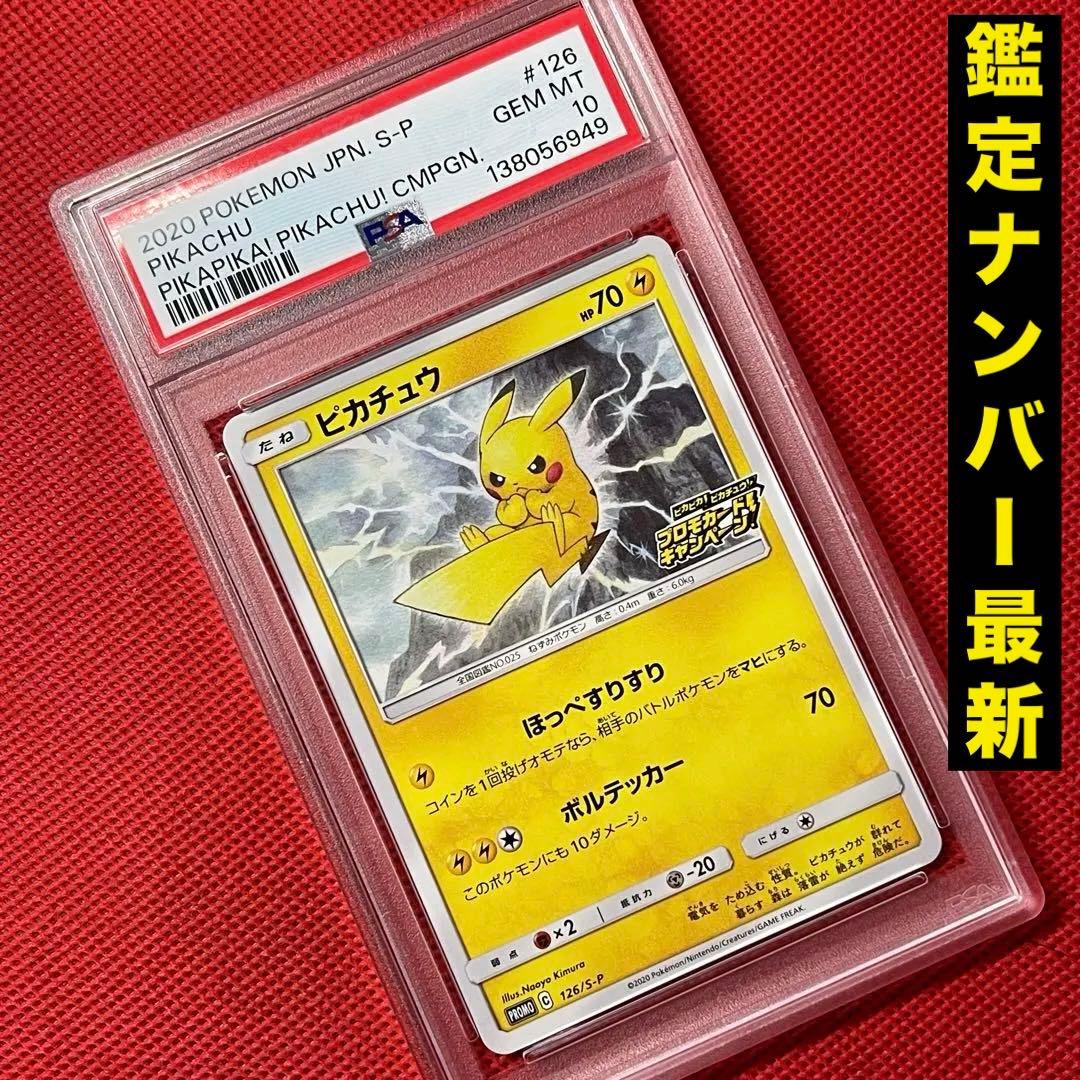 鑑定ナンバー最新
2020 POKEMON JPN. S-P
#126
PIKACHU
GEM MT
PIKAPIKA! PIKACHU! CMPGN.
10
138056949
PSA
たね
ピカチュウ
HP70
ピカピカ! ピカチュウ!
プロモカード
キャンペーン!
全国図鑑NO.025 ねずみポケモン 高さ:0.4m 重さ:6.0kg
ほっぺすりすり
コインを1回投げオモテなら、相手のバトルポケモンをマヒにする。
ボルテッカー
70
このポケモンにも10ダメージ。
弱点
×2
抵抗力
-20
にげる
電気を ため込む 性質。 ピカチュウが 群れて
暮らす 森は 落雷が 絶えず 危険だ。
Illus.Naoyo Kimura
PROMO C 126/S-P
©2020 Pokémon/Nintendo/Creatures/GAME FREAK.